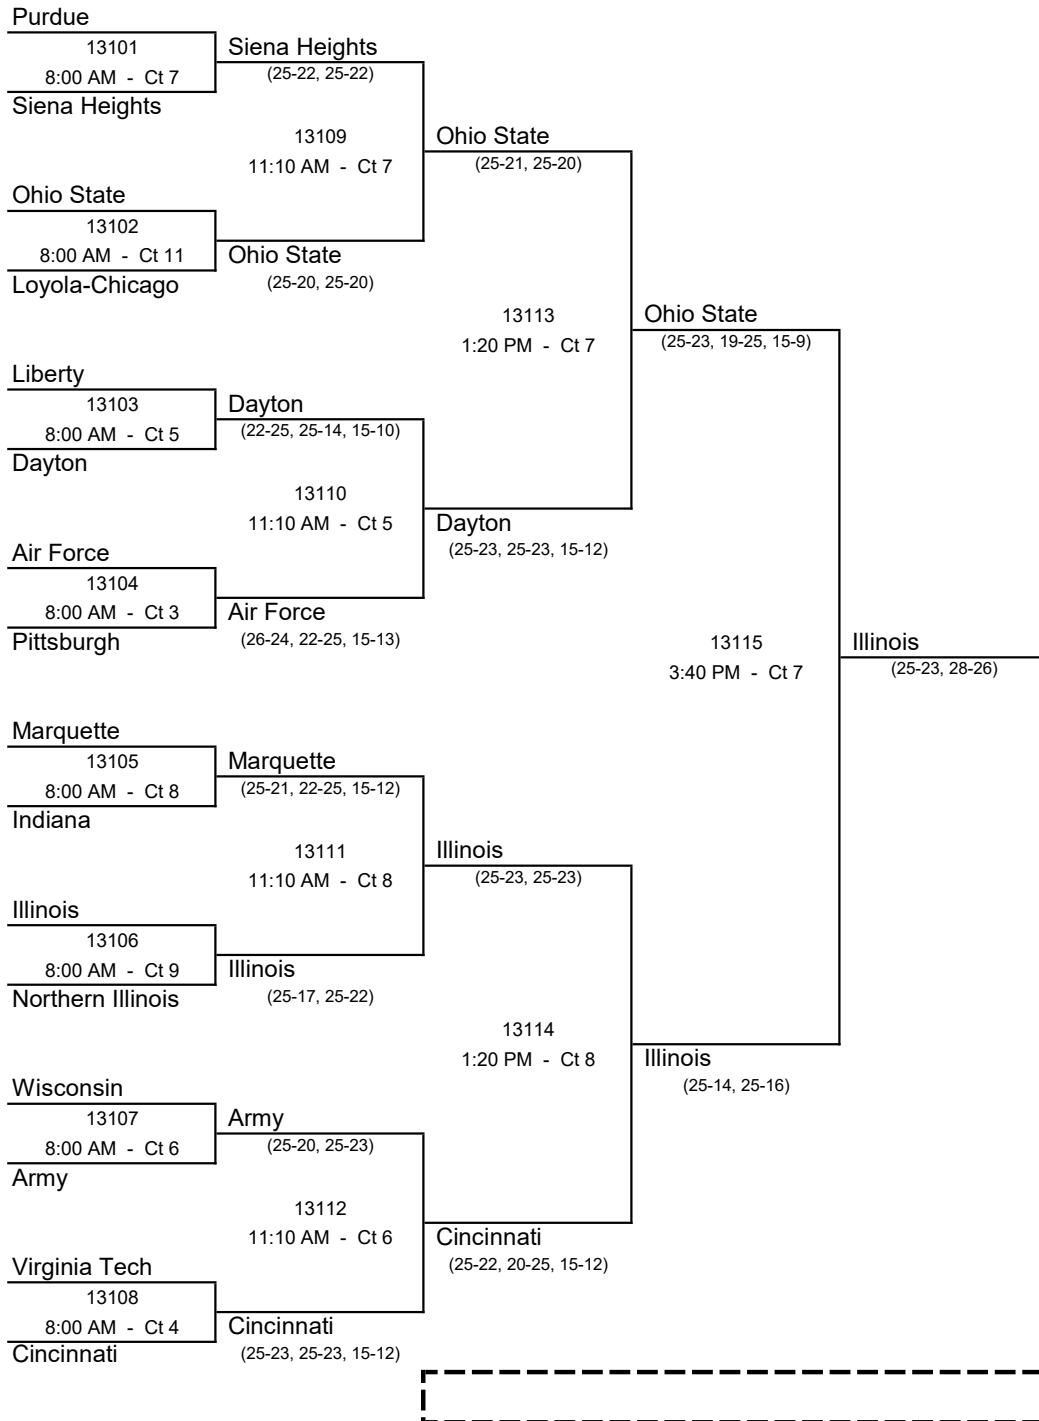 Purdue
13101
8:00 AM - Ct 7
Siena Heights
Siena Heights
(25-22, 25-22)
13109
11:10 AM - Ct 7
Ohio State
(25-21, 25-20)
Ohio State
13102
8:00 AM - Ct 11
Loyola-Chicago
Ohio State
(25-20, 25-20)
13113
1:20 PM - Ct 7
Ohio State
(25-23, 19-25, 15-9)
Liberty
13103
8:00 AM - Ct 5
Dayton
Dayton
(22-25, 25-14, 15-10)
13110
11:10 AM - Ct 5
Dayton
(25-23, 25-23, 15-12)
Air Force
13104
8:00 AM - Ct 3
Pittsburgh
Air Force
(26-24, 22-25, 15-13)
13115
3:40 PM - Ct 7
Illinois
(25-23, 28-26)
Marquette
13105
8:00 AM - Ct 8
Indiana
Marquette
(25-21, 22-25, 15-12)
13111
11:10 AM - Ct 8
Illinois
(25-23, 25-23)
Illinois
13106
8:00 AM - Ct 9
Northern Illinois
Illinois
(25-17, 25-22)
13114
1:20 PM - Ct 8
Illinois
(25-14, 25-16)
Wisconsin
13107
8:00 AM - Ct 6
Army
Army
(25-20, 25-23)
13112
11:10 AM - Ct 6
Cincinnati
(25-22, 20-25, 15-12)
Virginia Tech
13108
8:00 AM - Ct 4
Cincinnati
Cincinnati
(25-23, 25-23, 15-12)